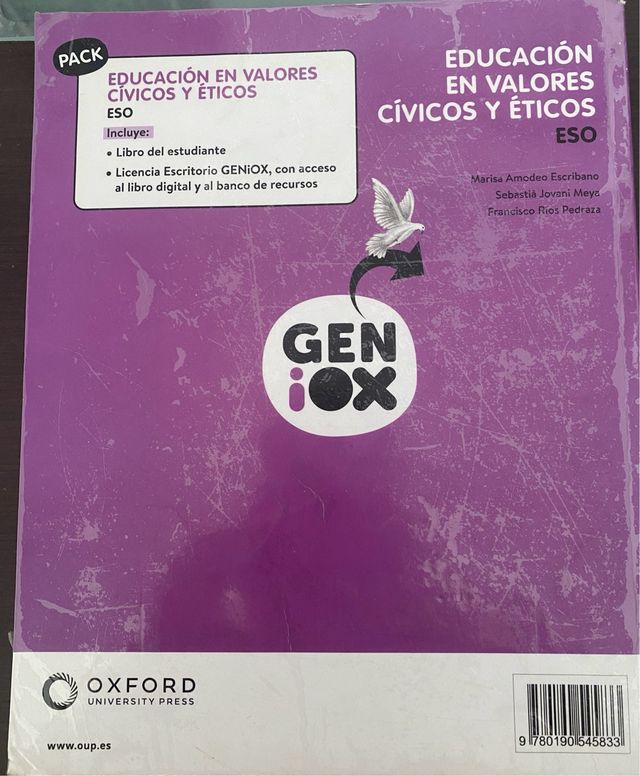 PACK
EDUCACIÓN EN VALORES
CÍVICOS Y ÉTICOS
ESO
Incluye:
• Libro del estudiante
• Licencia Escritorio GENiOX, con acceso
al libro digital y al banco de recursos
EDUCACIÓN
EN VALORES
CÍVICOS Y ÉTICOS
ESO
Marisa Amodeo Escribano
Sebastià Jovani Meya
Francisco Ríos Pedraza
GEN
iOX
OXFORD
UNIVERSITY PRESS
www.oup.es
9 780190 545833